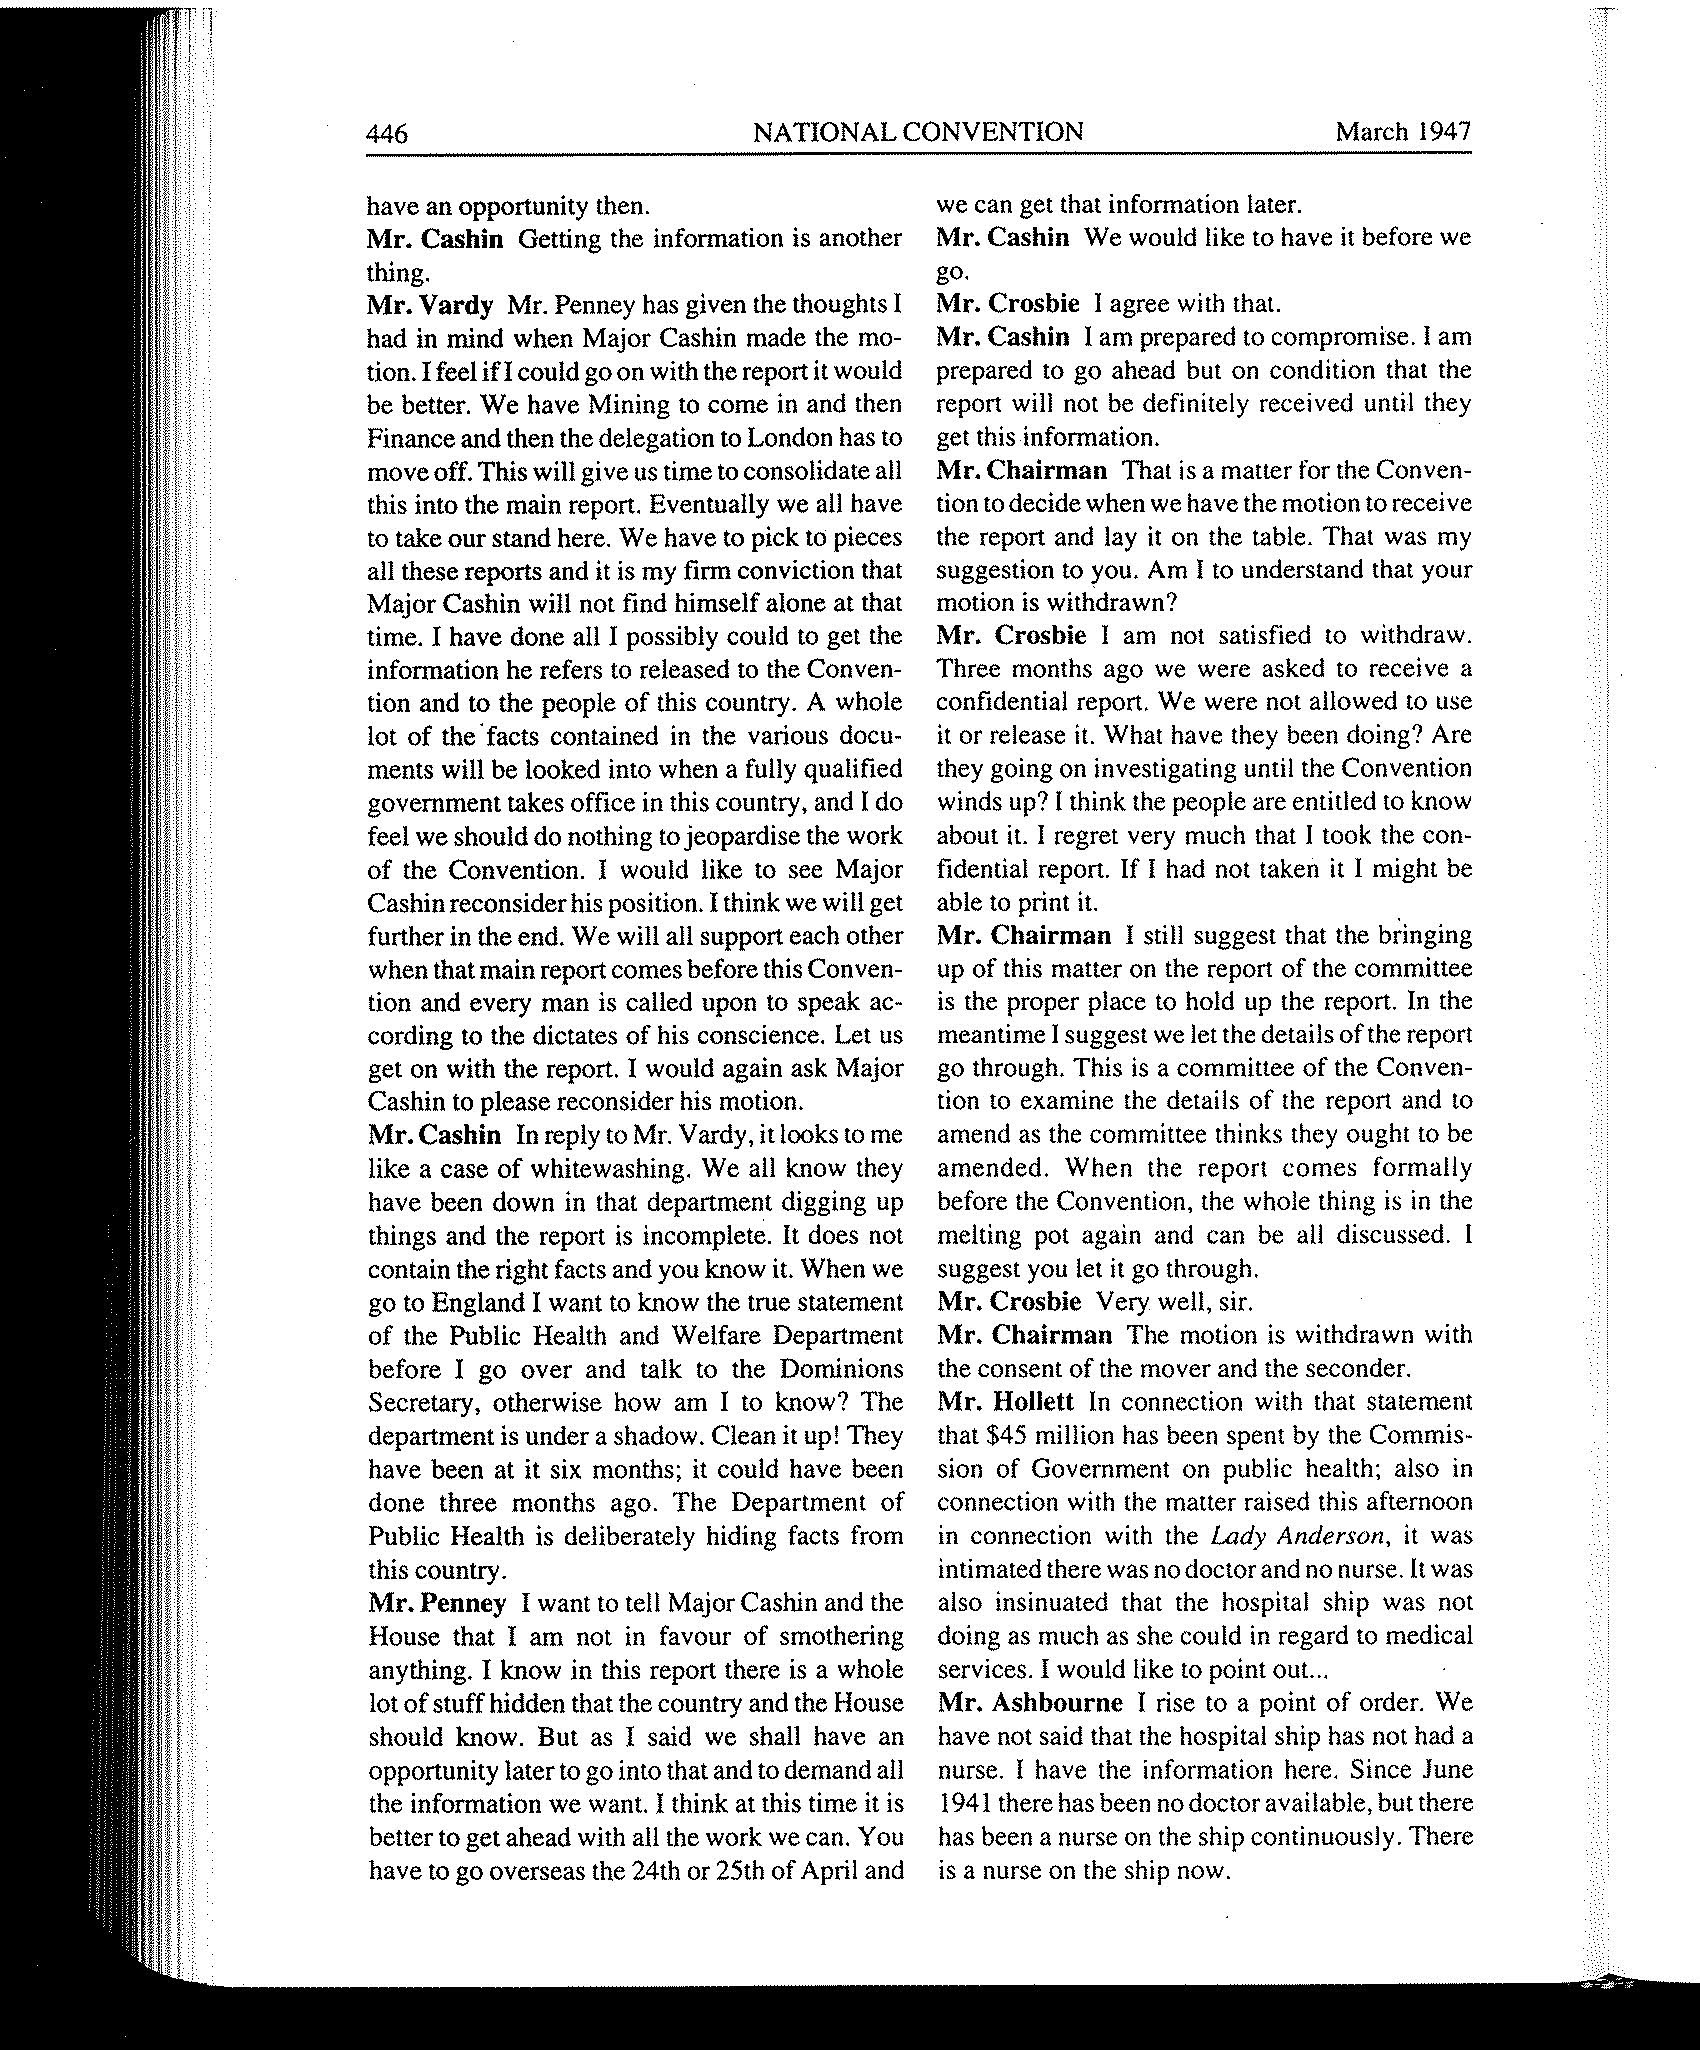 446 NATIONAL CONVENTION March 1947
have an opportunity then.
Mr. Cashin Getting the information is another
thing.
Mr. Vardy Mr. Penney has given the thoughts I
had in mind when Major Cashin made the mo-
tion. I feel if I could go on with the report it would
be better. We have Mining to come in and then
Finance and then the delegation to London has to
move off. This will give us time to consolidate all
this into the main report. Eventually we all have
to take our stand here. We have to pick to pieces
all these reports and it is my firm conviction that
Major Cashin will not find himself alone at that
time. I have done all I possibly could to get the
information he refers to released to the Conven-
tion and to the people of this country. A whole
lot of the facts contained in the various docu-
ments will be looked into when a fully qualified
government takes office in this country, and I do
feel we should do nothing to jeopardise the work
of the Convention. I would like to see Major
Cashin reconsider his position. I think we will get
further in the end. We will all support each other
when that main report comes before this Conven-
tion and every man is called upon to speak ac-
cording to the dictates of his conscience. Let us
get on with the report. I would again ask Major
Cashin to please reconsider his motion.
Mr. Cashin In reply to Mr. Vardy, it looks to me
like a case of whitewashing. We all know they
have been down in that department digging up
things and the report is incomplete. It does not
contain the right facts and you know it. When we
go to England I want to know the true statement
of the Public Health and Welfare Department
before I go over and talk to the Dominions
Secretary, otherwise how am I to know? The
department is under a shadow. Clean it up! They
have been at it six months; it could have been
done three months ago. The Department of
Public Health is deliberately hiding facts from
this country.
Mr. Penney I want to tell Major Cashin and the
House that I am not in favour of smothering
anything. I know in this report there is a whole
lot of stuff hidden that the country and the House
should know. But as I said we shall have an
opportunity later to go into that and to demand all
the information we want. I think at this time it is
better to get ahead with all the work we can. You
have to go overseas the 24th or 25th of April and
we can get that information later.
Mr. Cashin We would like to have it before we
go.
Mr. Crosbie I agree with that.
Mr. Cashin I am prepared to compromise. I am
prepared to go ahead but on condition that the
report will not be definitely received until they
get this information.
Mr. Chairman That is a matter for the Conven-
tion to decide when we have the motion to receive
the report and lay it on the table. That was my
suggestion to you. Am I to understand that your
motion is withdrawn?
Mr. Crosbie I am not satisfied to withdraw.
Three months ago we were asked to receive a
confidential report. We were not allowed to use
it or release it. What have they been doing? Are
they going on investigating until the Convention
winds up? I think the people are entitled to know
about it. I regret very much that I took the con-
fidential report. If I had not taken it I might be
able to print it.
Mr. Chairman I still suggest that the bringing
up of this matter on the report of the committee
is the proper place to hold up the report. In the
meantime I suggest we let the details of the report
go through. This is a committee of the Conven-
tion to examine the details of the report and to
amend as the committee thinks they ought to be
amended. When the report comes formally
before the Convention, the whole thing is in the
melting pot again and can be all discussed. I
suggest you let it go through.
Mr. Crosbie Very well, sir.
Mr. Chairman The motion is withdrawn with
the consent of the mover and the seconder.
Mr. Hollett In connection with that statement
that $45 million has been spent by the Commis-
sion of Government on public health; also in
connection with the matter raised this afternoon
in connection with the Lady Anderson, it was
intimated there was no doctor and no nurse. It was
also insinuated that the hospital ship was not
doing as much as she could in regard to medical
services. I would like to point out...
Mr. Ashbourne I rise to a point of order. We
have not said that the hospital ship has not had a
nurse. I have the information here. Since June
1941 there has been no doctor available, but there
has been a nurse on the ship continuously. There
is a nurse on the ship now.